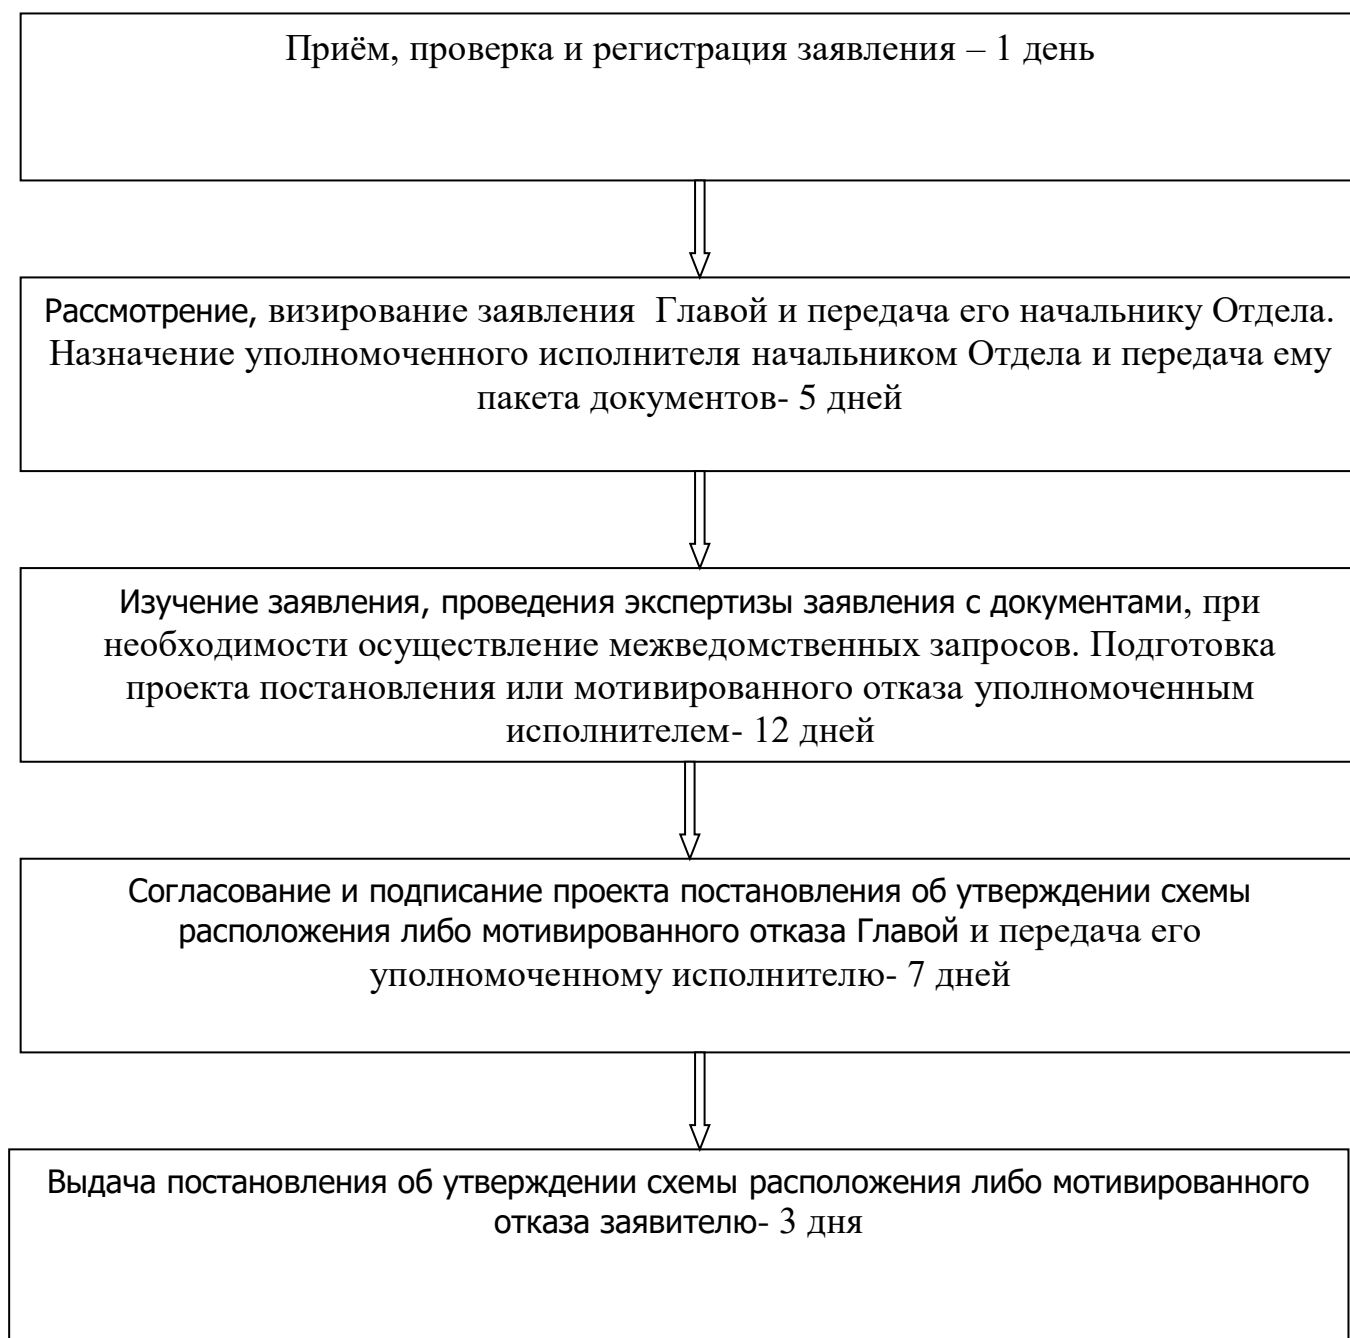 Приём, проверка и регистрация заявления – 1 день
Рассмотрение, визирование заявления  Главой и передача его начальнику Отдела.
Назначение уполномоченного исполнителя начальником Отдела и передача ему
пакета документов- 5 дней
Изучение заявления, проведения экспертизы заявления с документами, при
необходимости осуществление межведомственных запросов. Подготовка
проекта постановления или мотивированного отказа уполномоченным
исполнителем- 12 дней
Согласование и подписание проекта постановления об утверждении схемы
расположения либо мотивированного отказа Главой и передача его
уполномоченному исполнителю- 7 дней
Выдача постановления об утверждении схемы расположения либо мотивированного
отказа заявителю- 3 дня